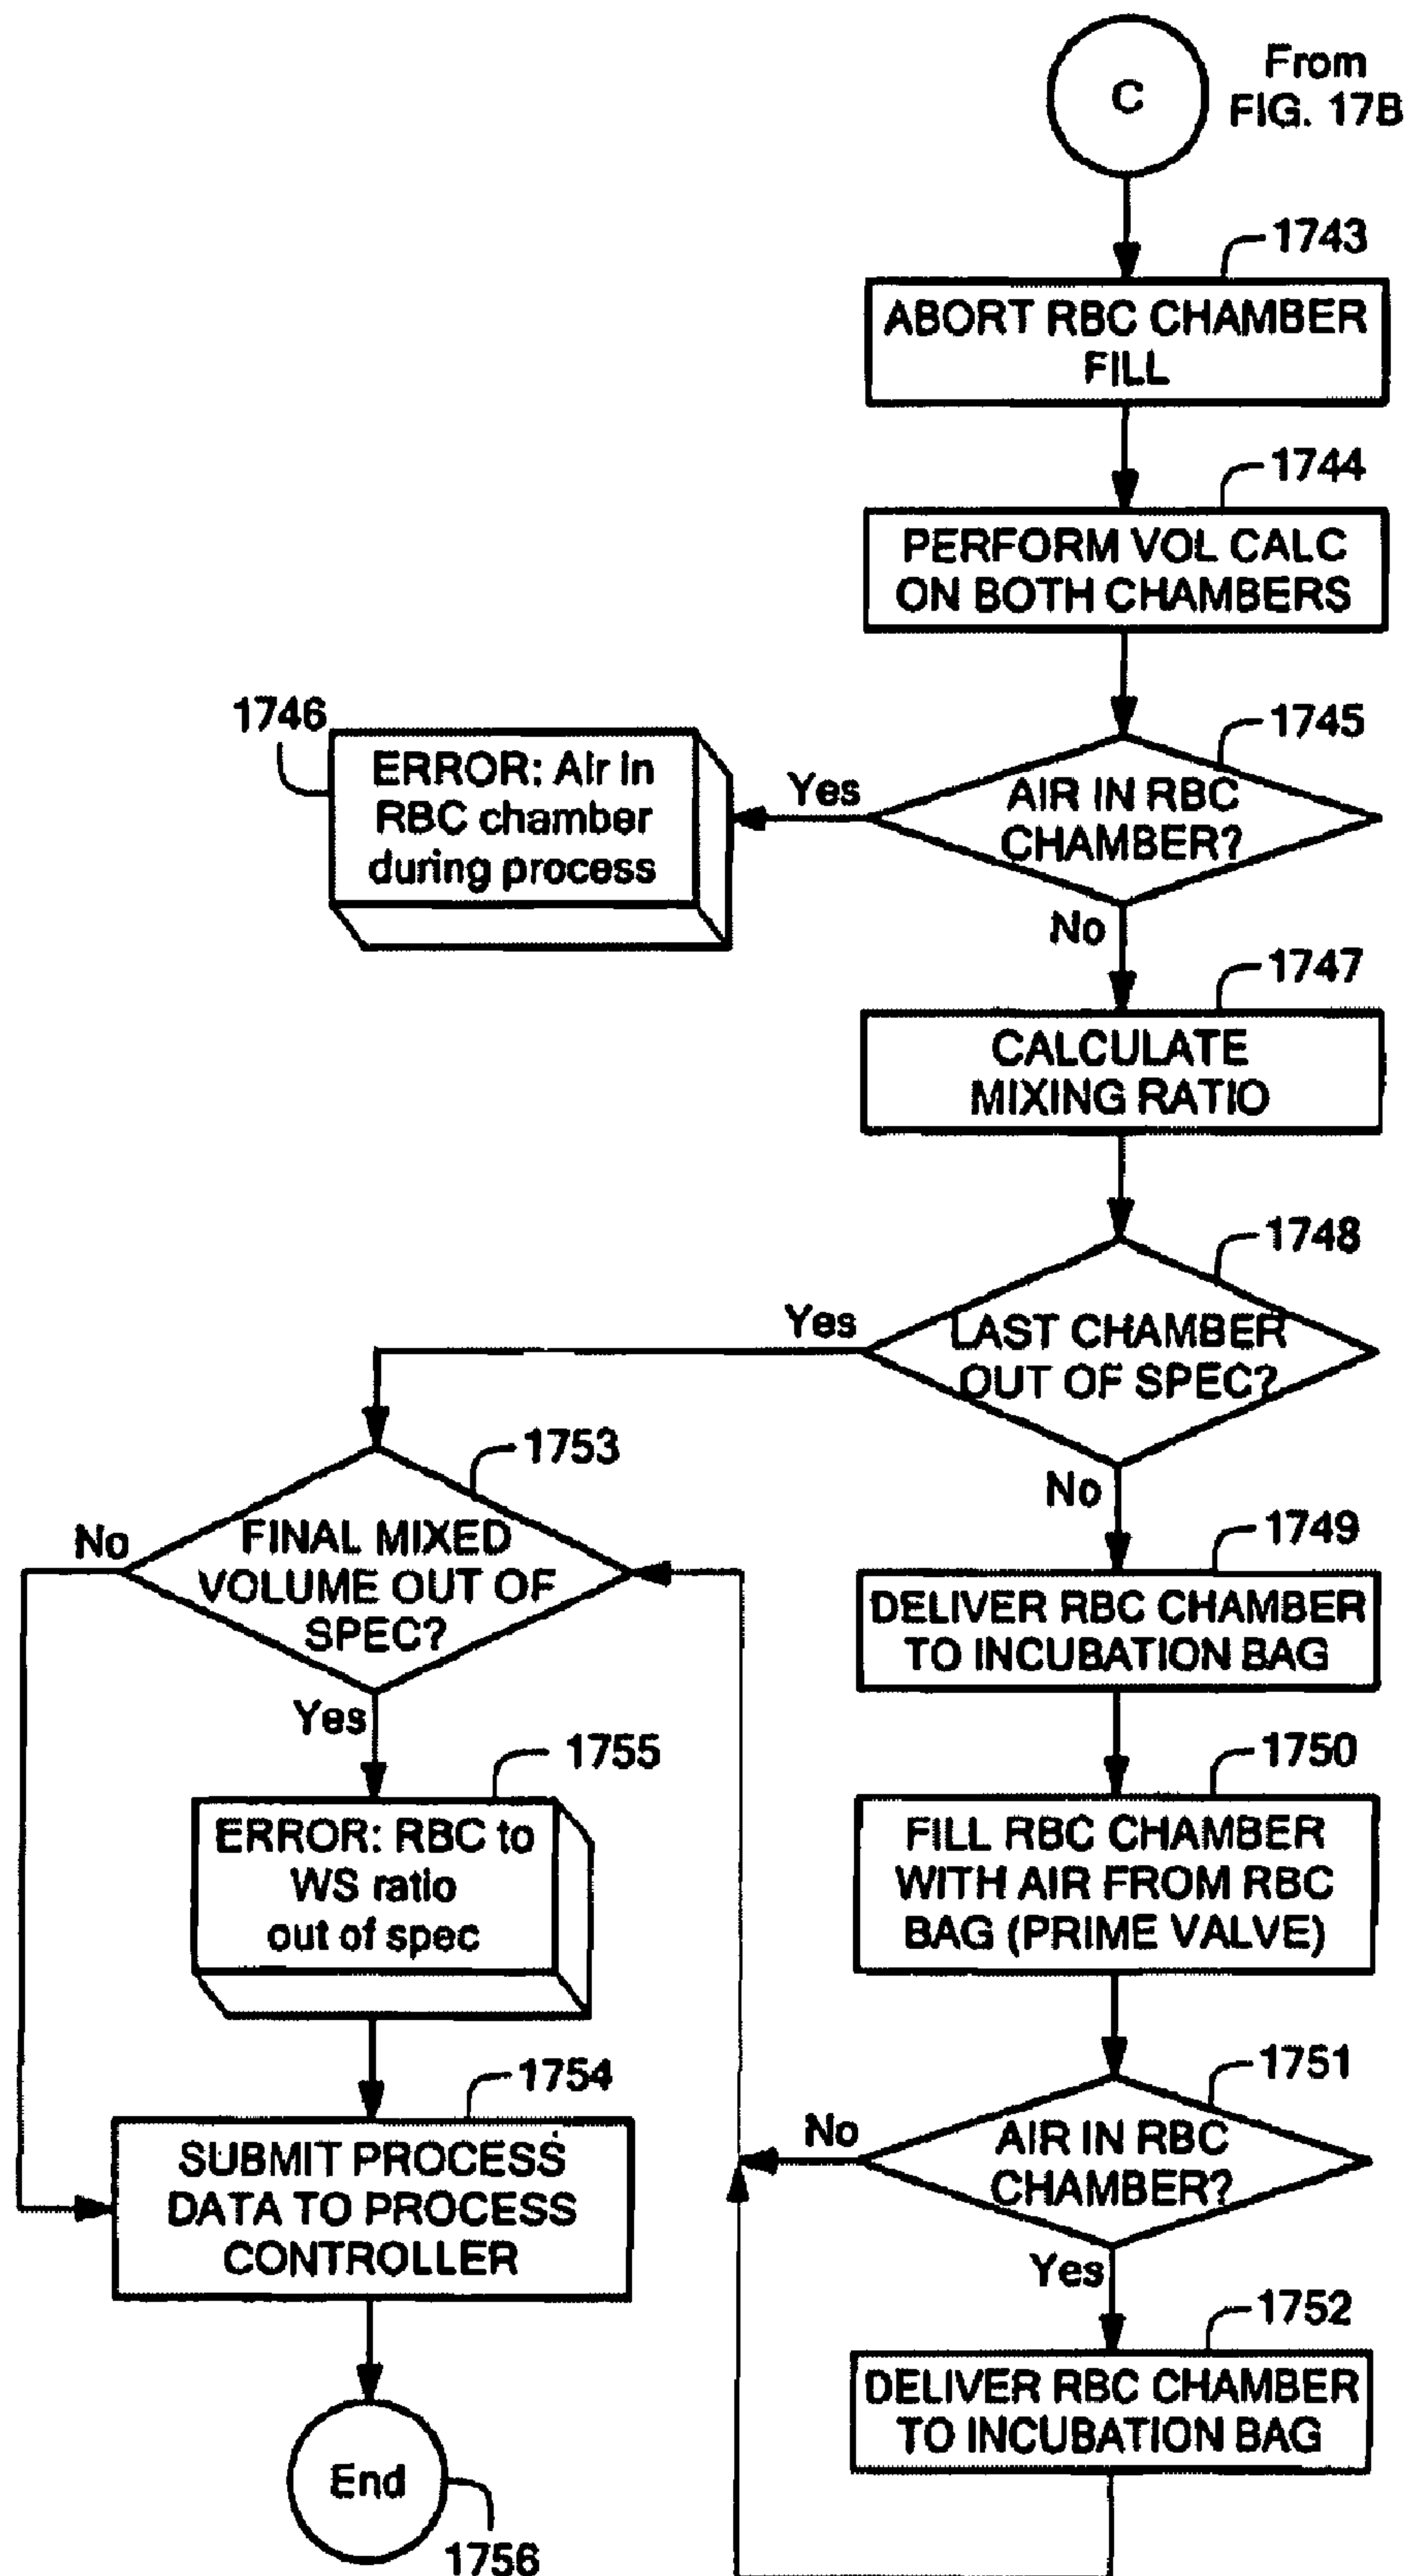 C
From
FIG. 17B
1743
ABORT RBC CHAMBER
FILL
1744
PERFORM VOL CALC
ON BOTH CHAMBERS
1745
AIR IN RBC
CHAMBER?
Yes
1746
ERROR: Air in
RBC chamber
during process
No
1747
CALCULATE
MIXING RATIO
1748
LAST CHAMBER
OUT OF SPEC?
Yes
No
1753
FINAL MIXED
VOLUME OUT OF
SPEC?
No
Yes
1749
DELIVER RBC CHAMBER
TO INCUBATION BAG
1750
FILL RBC CHAMBER
WITH AIR FROM RBC
BAG (PRIME VALVE)
1755
ERROR: RBC to
WS ratio
out of spec
1751
AIR IN RBC
CHAMBER?
No
Yes
1754
SUBMIT PROCESS
DATA TO PROCESS
CONTROLLER
1752
DELIVER RBC CHAMBER
TO INCUBATION BAG
End
1756